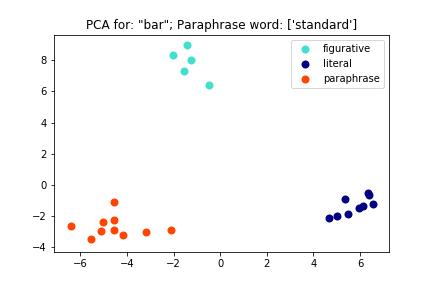 PCA for: "bar"; Paraphrase word: ['standard']
figurative
literal
paraphrase
8
6
4
2
0
−2
−4
−6 −4 −2 0 2 4 6